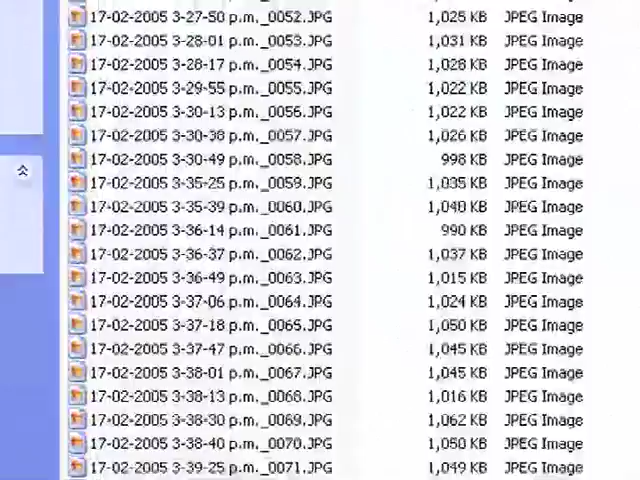 17-02-2005 3-27-50 p.m._0052.JPG 1,025 KB JPEG Image
17-02-2005 3-28-01 p.m._0053.JPG 1,031 KB JPEG Image
17-02-2005 3-28-17 p.m._0054.JPG 1,028 KB JPEG Image
17-02-2005 3-29-55 p.m._0055.JPG 1,022 KB JPEG Image
17-02-2005 3-30-13 p.m._0056.JPG 1,022 KB JPEG Image
17-02-2005 3-30-38 p.m._0057.JPG 1,026 KB JPEG Image
17-02-2005 3-30-49 p.m._0058.JPG 998 KB JPEG Image
17-02-2005 3-35-25 p.m._0059.JPG 1,035 KB JPEG Image
17-02-2005 3-35-39 p.m._0060.JPG 1,040 KB JPEG Image
17-02-2005 3-36-14 p.m._0061.JPG 990 KB JPEG Image
17-02-2005 3-36-37 p.m._0062.JPG 1,037 KB JPEG Image
17-02-2005 3-36-49 p.m._0063.JPG 1,015 KB JPEG Image
17-02-2005 3-37-06 p.m._0064.JPG 1,024 KB JPEG Image
17-02-2005 3-37-18 p.m._0065.JPG 1,050 KB JPEG Image
17-02-2005 3-37-47 p.m._0066.JPG 1,045 KB JPEG Image
17-02-2005 3-38-01 p.m._0067.JPG 1,045 KB JPEG Image
17-02-2005 3-38-13 p.m._0068.JPG 1,016 KB JPEG Image
17-02-2005 3-38-30 p.m._0069.JPG 1,062 KB JPEG Image
17-02-2005 3-38-40 p.m._0070.JPG 1,050 KB JPEG Image
17-02-2005 3-39-25 p.m._0071.JPG 1,049 KB JPEG Image